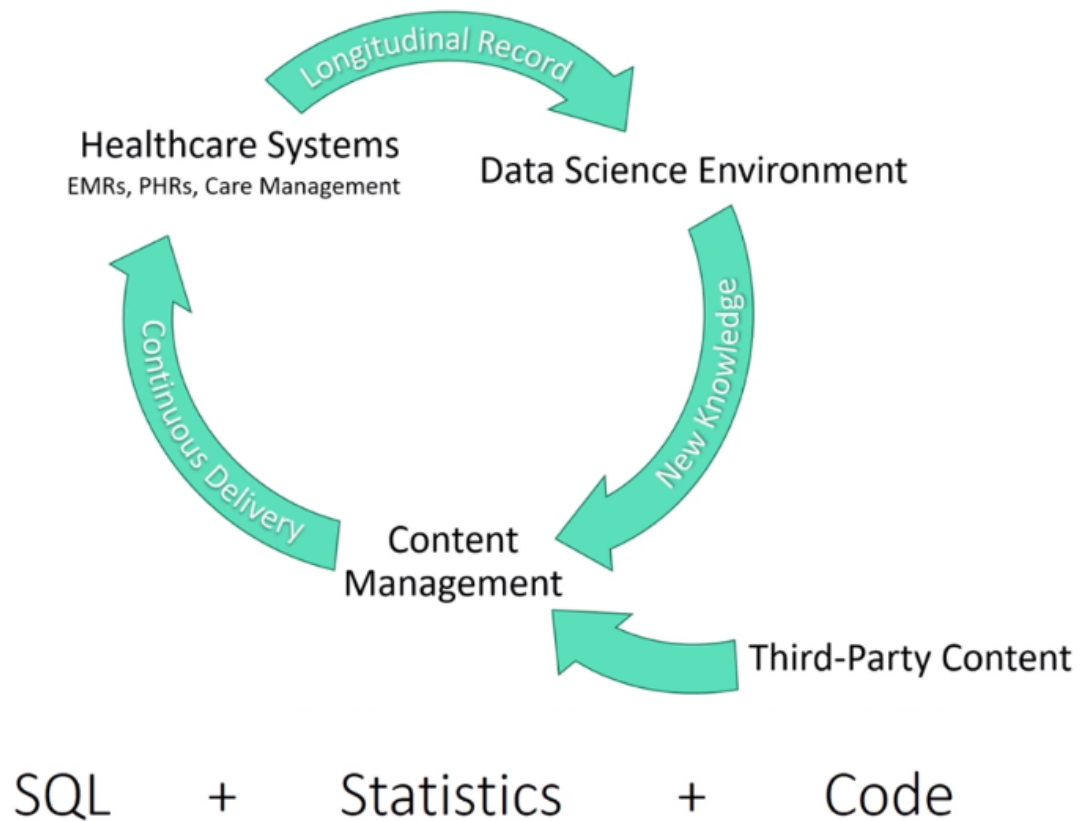 Longitudinal Record
Healthcare Systems
EMRs, PHRs, Care Management
Data Science Environment
New Knowledge
Continuous Delivery
Content
Management
Third-Party Content
SQL + Statistics + Code